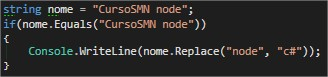 string nome = "CursoSMN node";
if(nome.Equals("CursoSMN node"))
{
    Console.WriteLine(nome.Replace("node", "c#"));
}